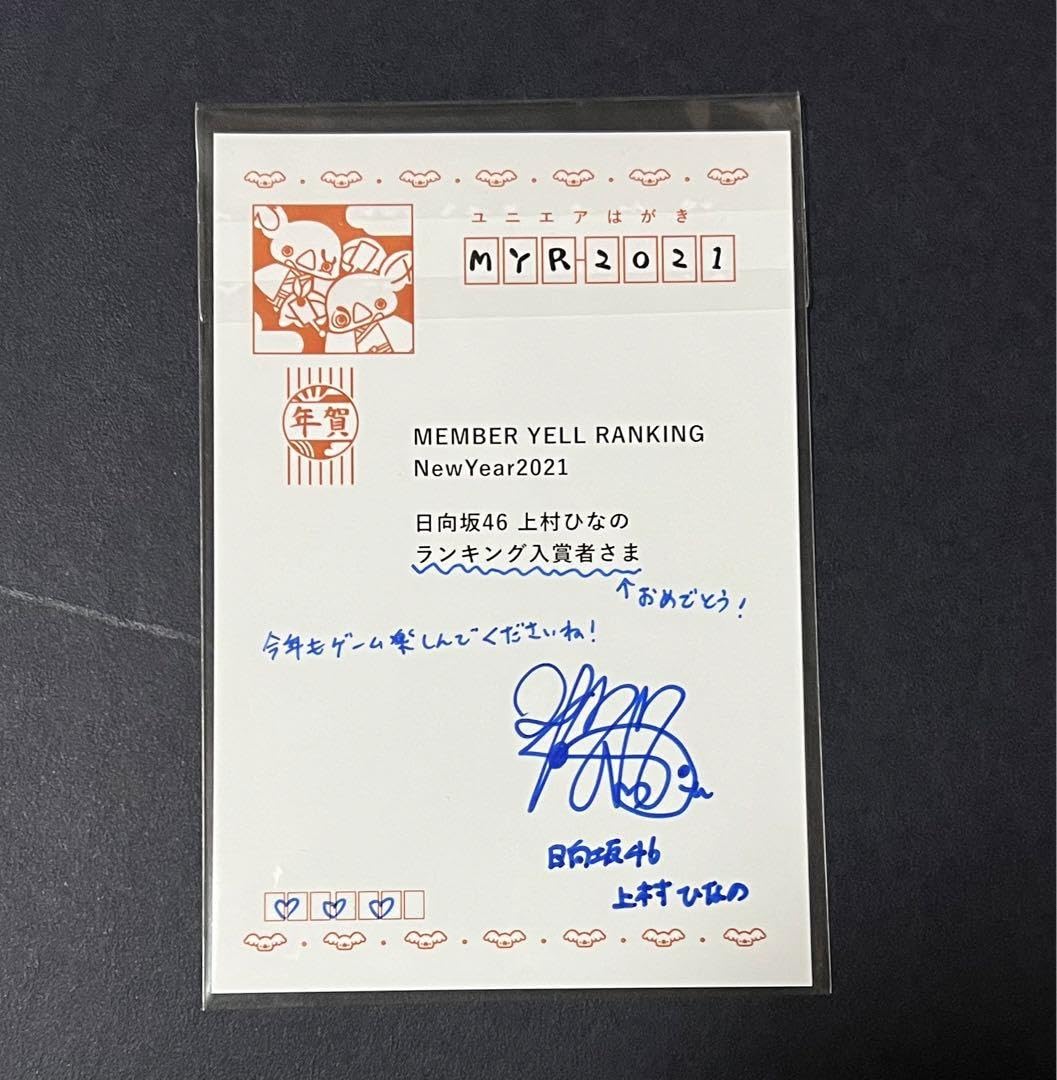 ユニエアはがき
MYR-2021
年賀
MEMBER YELL RANKING
NewYear2021
日向坂46 上村ひなの
ランキング入賞者さま
↑おめでとう!
今年もゲーム楽しんでくださいね!
日向坂46
上村ひなの